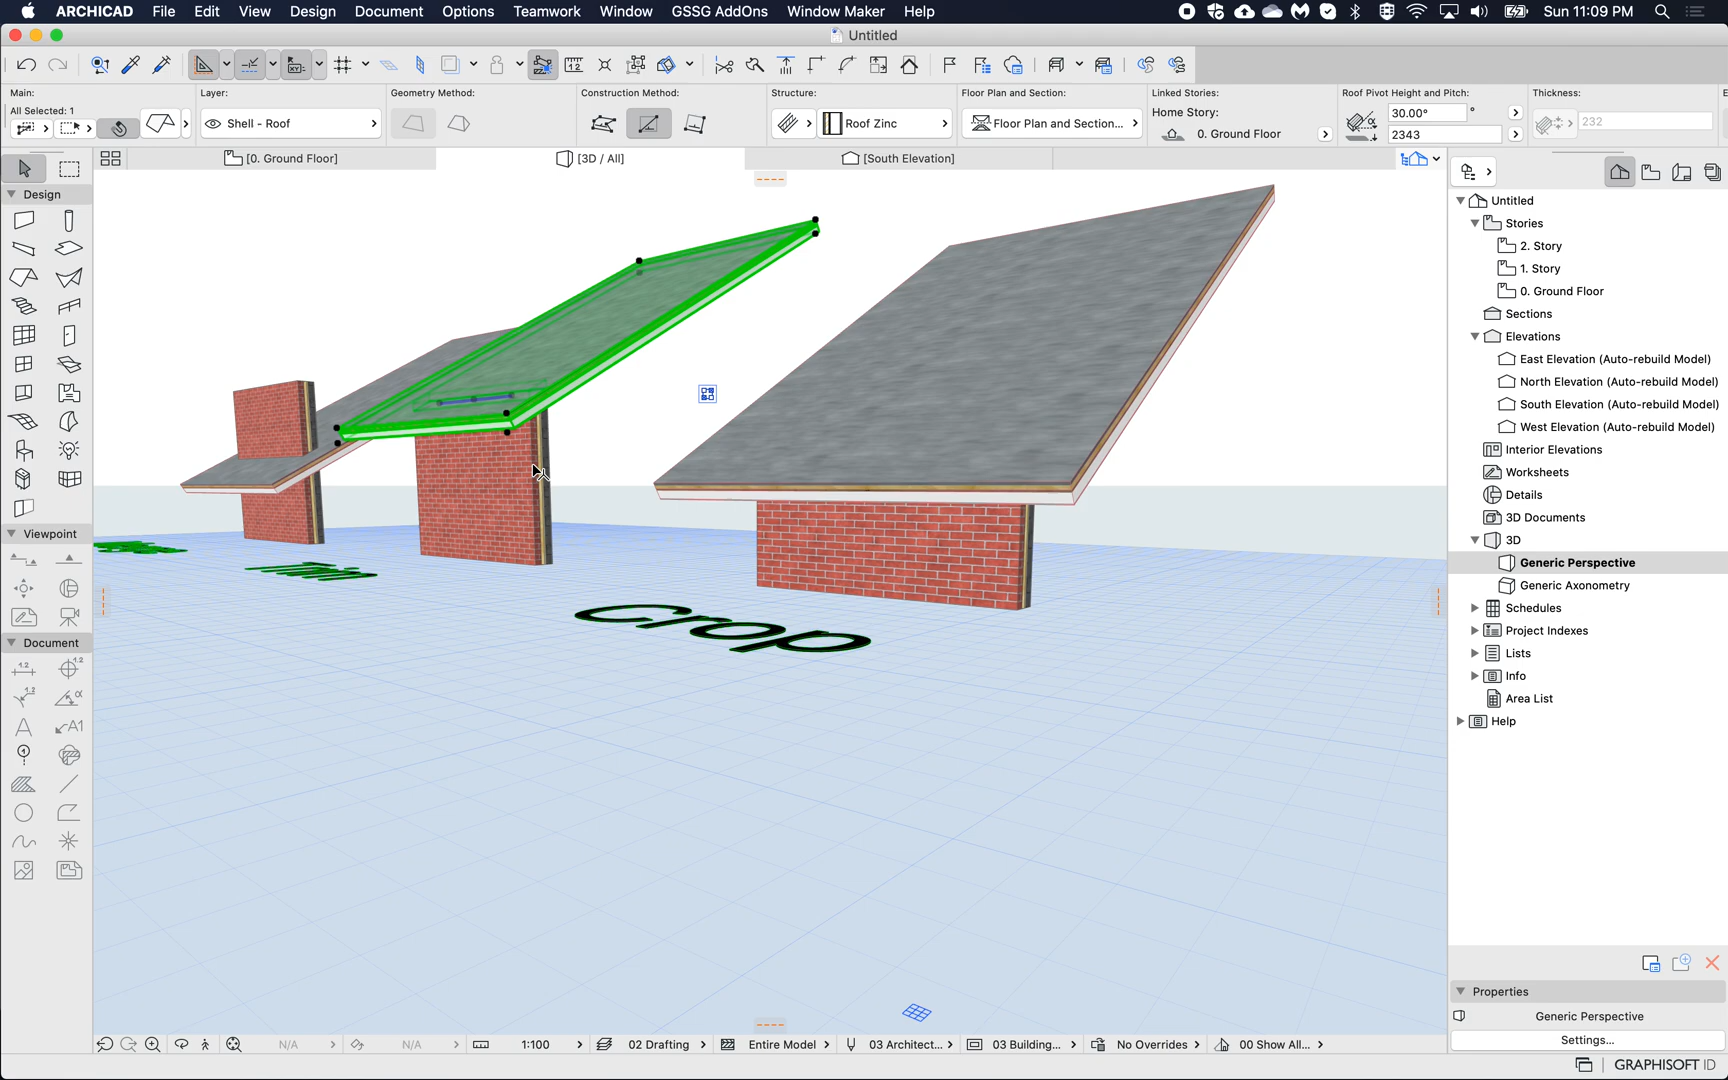 ARCHICAD File Edit View Design Document Options Teamwork Window GSSG AddOns Window Maker Help Sun 11:09 PM
Untitled
Main: Layer: Geometry Method: Construction Method: Structure: Floor Plan and Section: Linked Stories: Roof Pivot Height and Pitch: Thickness:
All Selected: 1 Home Story: 30.00° °
Shell - Roof Roof Zinc Floor Plan and Section... 0. Ground Floor 2343 232
[0. Ground Floor] [3D / All] [South Elevation]
Design
Viewpoint
Document
1.2
A
A1
Crop
Untitled
Stories
2. Story
1. Story
0. Ground Floor
Sections
Elevations
East Elevation (Auto-rebuild Model)
North Elevation (Auto-rebuild Model)
South Elevation (Auto-rebuild Model)
West Elevation (Auto-rebuild Model)
Interior Elevations
Worksheets
Details
3D Documents
3D
Generic Perspective
Generic Axonometry
Schedules
Project Indexes
Lists
Info
Area List
Help
Properties
Generic Perspective
Settings...
N/A N/A 1:100 02 Drafting Entire Model 03 Architect... 03 Building... No Overrides 00 Show All...
GRAPHISOFT ID